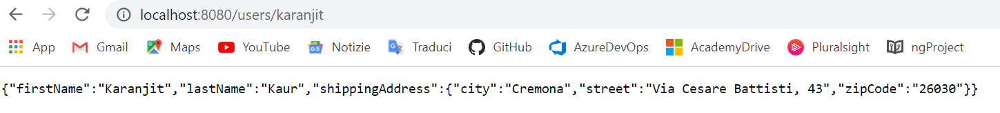 localhost:8080/users/karanjit
App Gmail Maps YouTube Notizie Traduci GitHub AzureDevOps AcademyDrive Pluralsight ngProject
{"firstName":"Karanjit","lastName":"Kaur","shippingAddress":{"city":"Cremona","street":"Via Cesare Battisti, 43","zipCode":"26030"}}